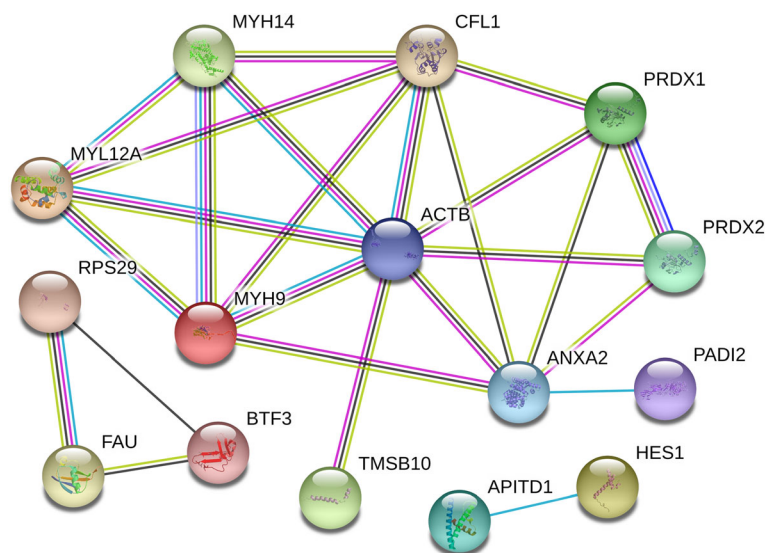 MYH14
CFL1
PRDX1
MYL12A
ACTB
PRDX2
RPS29
MYH9
ANXA2
PADI2
BTF3
FAU
TMSB10
HES1
APITD1